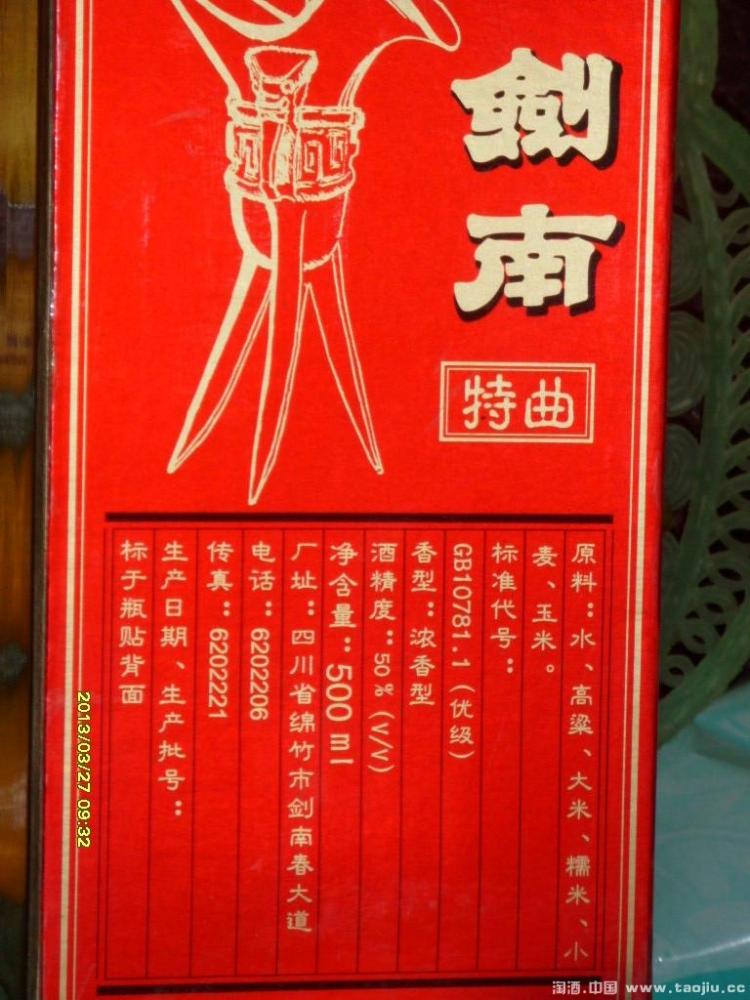 劍南
特曲
原料：水、高粱、大米、糯米、小
麦、玉米。
标准代号：
GB10781.1（优级）
香型：浓香型
酒精度：50%(V/V)
净含量：500ml
厂址：四川省绵竹市剑南春大道
电话：6202206
传真：6202221
生产日期、生产批号：
标于瓶贴背面
2013/03/27 09:32
淘酒.中国 www.taojiu.cc